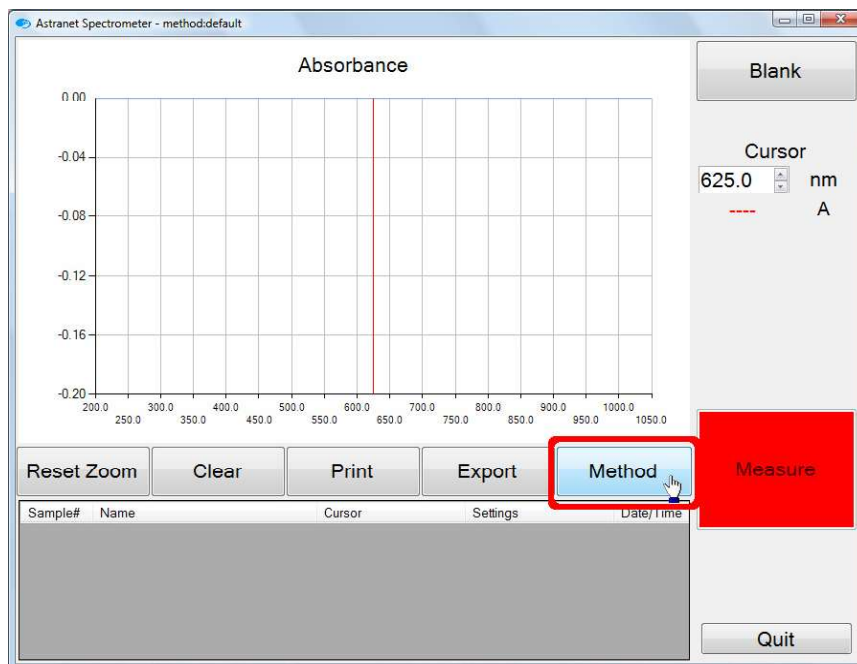 Astranet Spectrometer - method:default
Absorbance
0.00
-0.04
-0.08
-0.12
-0.16
-0.20
200.0 300.0 400.0 500.0 600.0 700.0 800.0 900.0 1000.0
250.0 350.0 450.0 550.0 650.0 750.0 850.0 950.0 1050.0
Blank
Cursor
625.0 nm
---- A
Reset Zoom Clear Print Export Method Measure
Sample# Name Cursor Settings Date/Time
Quit